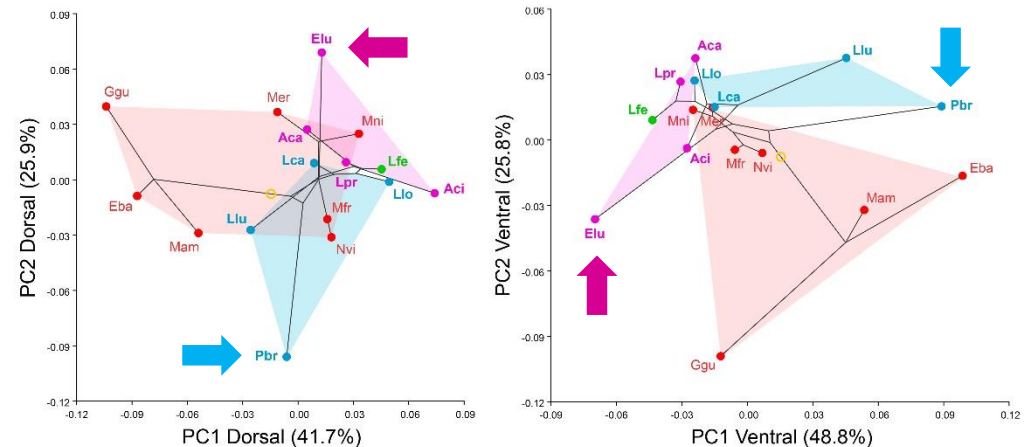 0.09
0.06
0.03
0.00
-0.03
-0.06
-0.09
-0.12
-0.12
-0.09
-0.06
-0.03
0.00
0.03
0.06
0.09
PC2 Dorsal (25.9%)
PC1 Dorsal (41.7%)
Elu
Ggu
Mer
Mni
Aca
Lca
Lfe
Lpr
Aci
Llo
Eba
Llu
Mfr
Mam
Nvi
Pbr
0.06
0.03
0.00
-0.03
-0.06
-0.09
-0.12
-0.09
-0.06
-0.03
0.00
0.03
0.06
0.09
0.12
PC2 Ventral (25.8%)
PC1 Ventral (48.8%)
Aca
Llu
Lpr
Llo
Lca
Pbr
Lfe
Mni
Mer
Aci
Mfr
Nvi
Eba
Mam
Elu
Ggu